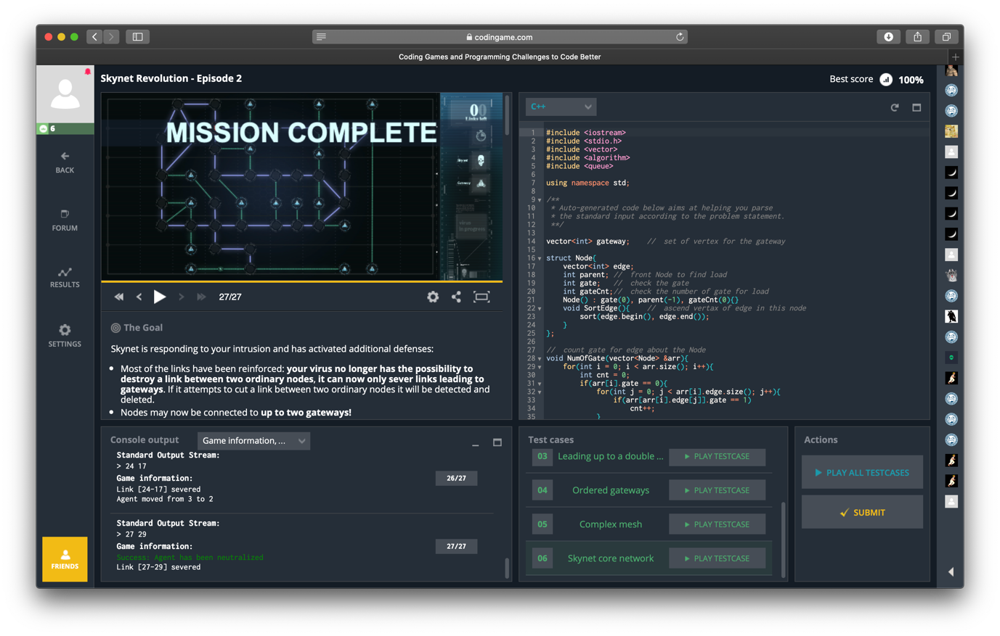 codingame.com
Coding Games and Programming Challenges to Code Better
6
BACK
FORUM
RESULTS
SETTINGS
FRIENDS
Skynet Revolution - Episode 2
Best score 100%
MISSION COMPLETE
00
Links left
Skynet
Gateway
virus
in progress
27/27
The Goal
Skynet is responding to your intrusion and has activated additional defenses:
Most of the links have been reinforced: your virus no longer has the possibility to
destroy a link between two ordinary nodes, it can now only sever links leading to
gateways. If it attempts to cut a link between two ordinary nodes it will be detected and
deleted.
Nodes may now be connected to up to two gateways!
C++
1 #include <iostream>
2 #include <stdio.h>
3 #include <vector>
4 #include <algorithm>
5 #include <queue>
6
7 using namespace std;
8
9 /**
10 * Auto-generated code below aims at helping you parse
11 * the standard input according to the problem statement.
12 **/
13
14 vector<int> gateway;    //  set of vertex for the gateway
15
16 struct Node{
17 vector<int> edge;
18 int parent; //  front Node to find load
19 int gate;   //  check the gate
20 int gateCnt;//  check the number of gate for load
21 Node() : gate(0), parent(-1), gateCnt(0){}
22 void SortEdge(){    //  ascend vertax of edge in this node
23 sort(edge.begin(), edge.end());
24 }
25 };
26
27 //  count gate for edge about the Node
28 void NumOfGate(vector<Node> &arr){
29 for(int i = 0; i < arr.size(); i++){
30 int cnt = 0;
31 if(arr[i].gate == 0){
32 for(int j = 0; j < arr[i].edge.size(); j++){
33 if(arr[arr[i].edge[j]].gate == 1)
34 cnt++;
35 }
Console output
Game information, ...
Standard Output Stream:
> 24 17
Game information:
26/27
Link [24-17] severed
Agent moved from 3 to 2
Standard Output Stream:
> 27 29
Game information:
27/27
Success: Agent has been neutralized
Link [27-29] severed
Test cases
03 Leading up to a double ... PLAY TESTCASE
04 Ordered gateways PLAY TESTCASE
05 Complex mesh PLAY TESTCASE
06 Skynet core network PLAY TESTCASE
Actions
PLAY ALL TESTCASES
SUBMIT